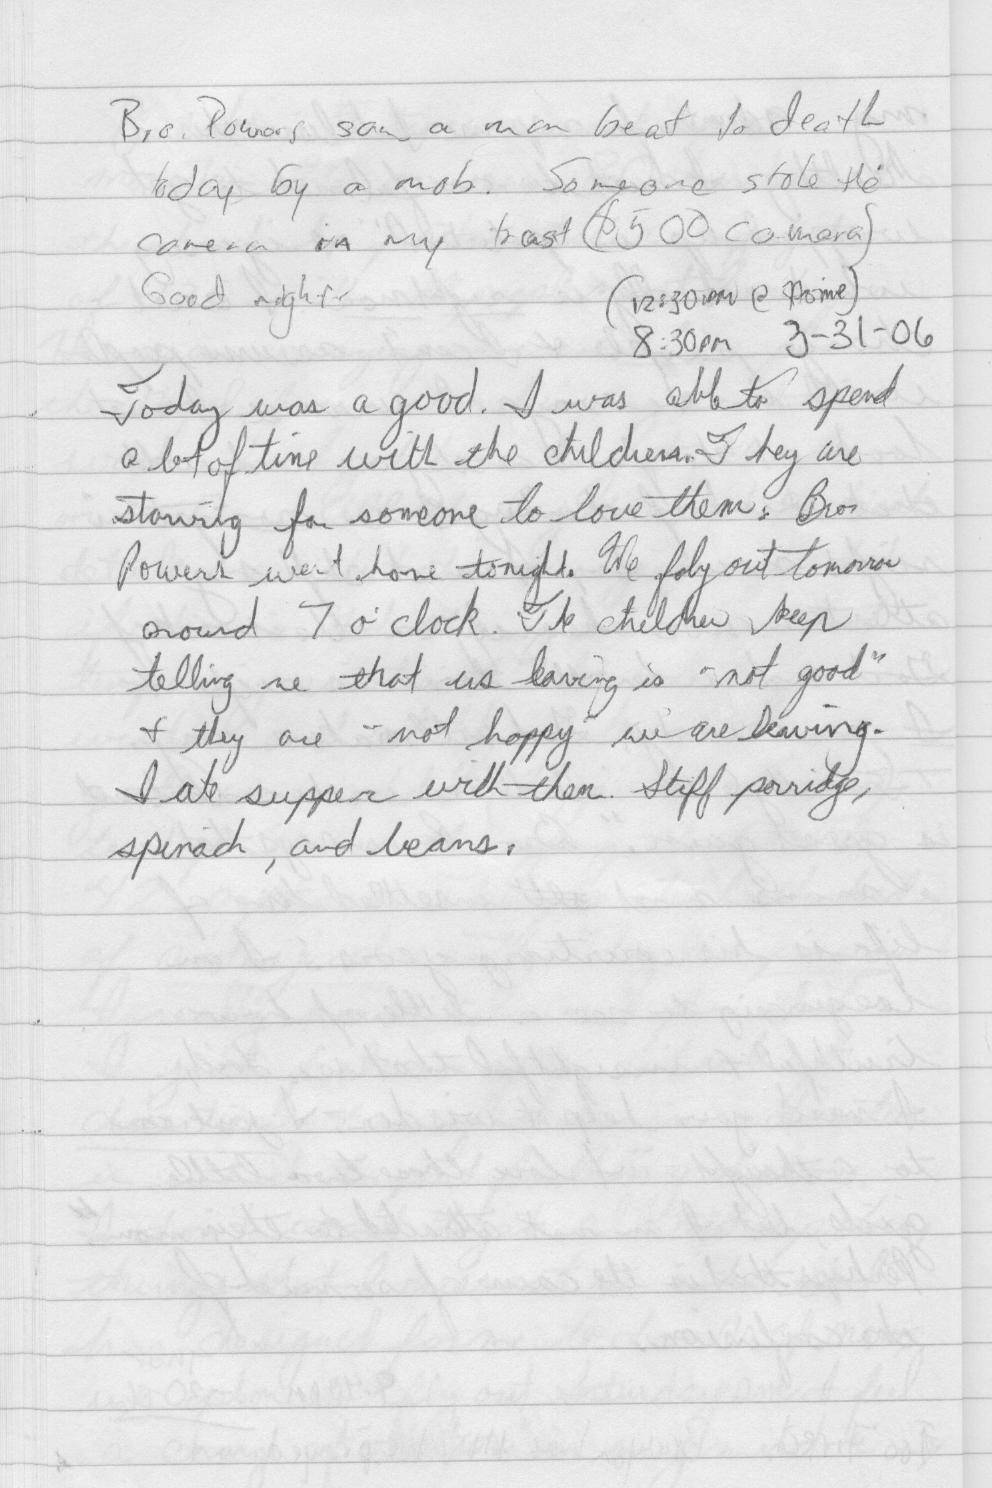 Bro. Powers saw a man beat to death
today by a mob. Someone stole the
camera in my trust ($500 camera)
Good night.
(12:30pm @ home)
8:30pm 3-31-06
Today was a good. I was able to spend
a lot of time with the children. They are
starving for someone to love them. Bro.
Powers went home tonight. We fly out tomorrow
around 7 o'clock. The children keep
telling me that us leaving is "not good"
+ they are "not happy" we are leaving.
I ate supper with them. Stiff porridge,
spinach, and beans.